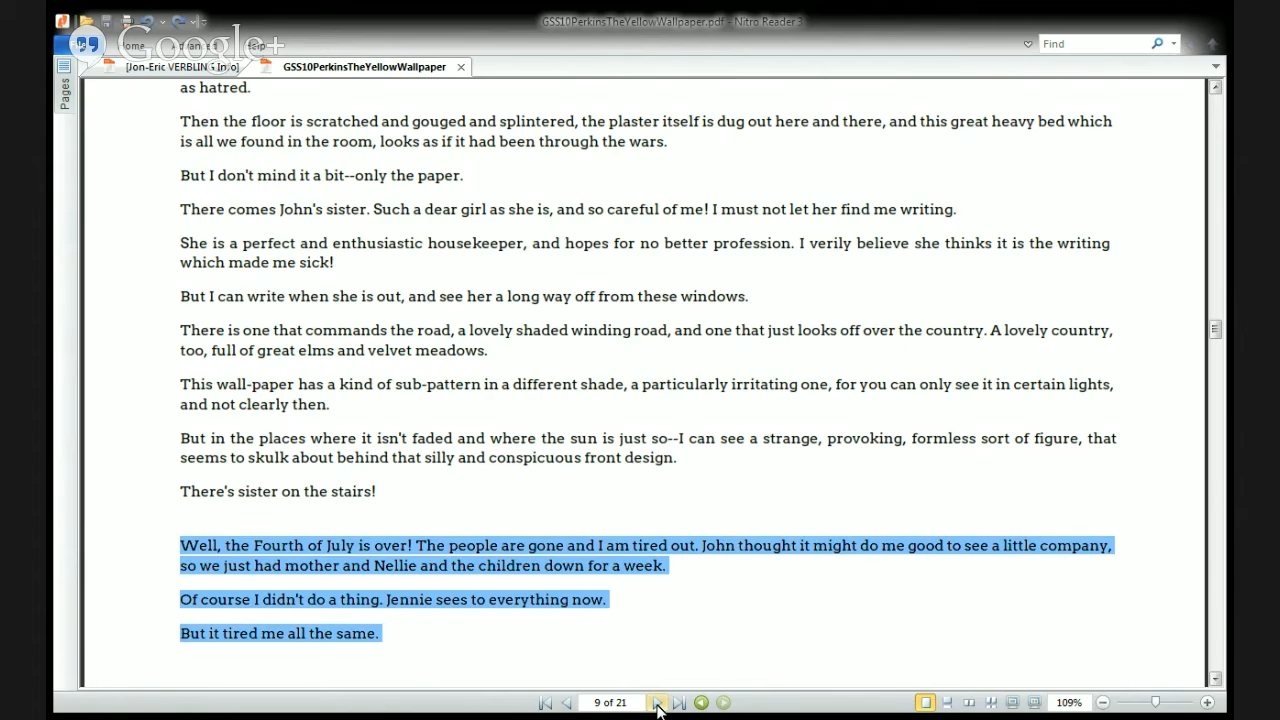 GSS10PerkinsTheYellowWallpaper.pdf - Nitro Reader 3
Google+
File Home Advanced Help
Find
[Jon-Eric VERBLING Info] GSS10PerkinsTheYellowWallpaper
Pages
as hatred.
Then the floor is scratched and gouged and splintered, the plaster itself is dug out here and there, and this great heavy bed which
is all we found in the room, looks as if it had been through the wars.
But I don't mind it a bit--only the paper.
There comes John's sister. Such a dear girl as she is, and so careful of me! I must not let her find me writing.
She is a perfect and enthusiastic housekeeper, and hopes for no better profession. I verily believe she thinks it is the writing
which made me sick!
But I can write when she is out, and see her a long way off from these windows.
There is one that commands the road, a lovely shaded winding road, and one that just looks off over the country. A lovely country,
too, full of great elms and velvet meadows.
This wall-paper has a kind of sub-pattern in a different shade, a particularly irritating one, for you can only see it in certain lights,
and not clearly then.
But in the places where it isn't faded and where the sun is just so--I can see a strange, provoking, formless sort of figure, that
seems to skulk about behind that silly and conspicuous front design.
There's sister on the stairs!
Well, the Fourth of July is over! The people are gone and I am tired out. John thought it might do me good to see a little company,
so we just had mother and Nellie and the children down for a week.
Of course I didn't do a thing. Jennie sees to everything now.
But it tired me all the same.
9 of 21
109%